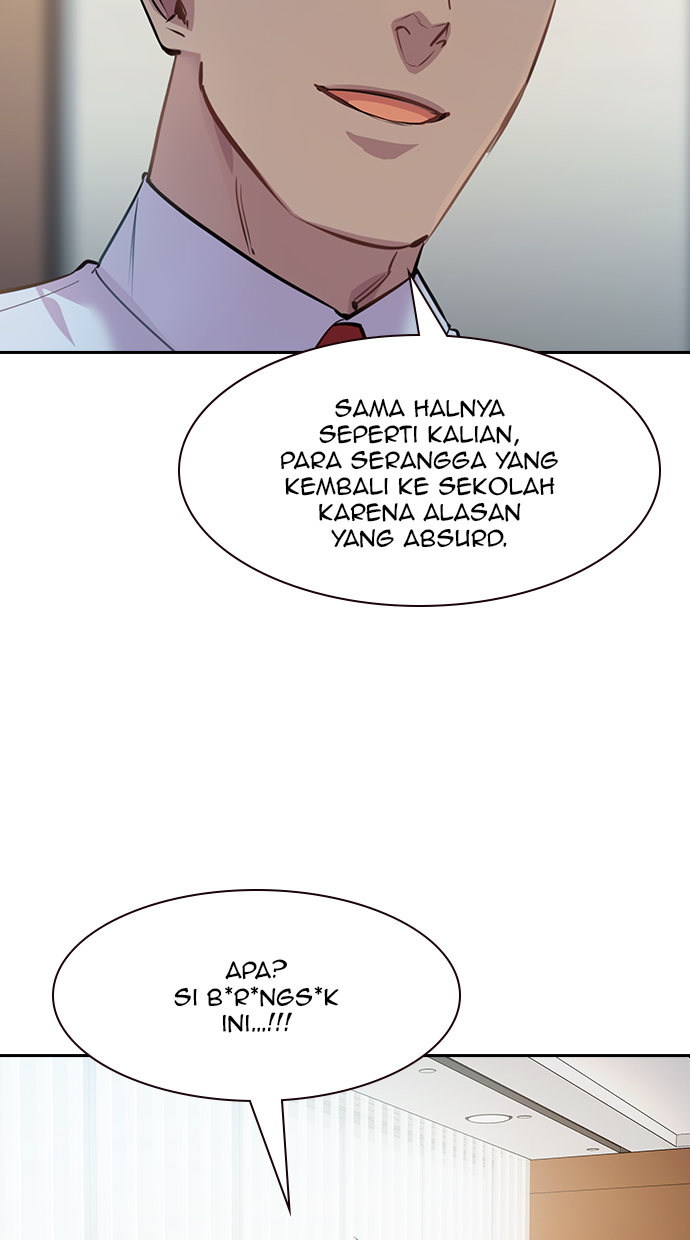 SAMA HALNYA
SEPERTI KALIAN,
PARA SERANGGA YANG
KEMBALI KE SEKOLAH
KARENA ALASAN
YANG ABSURD.
APA?
SI B*R*NGS*K
INI...!!!